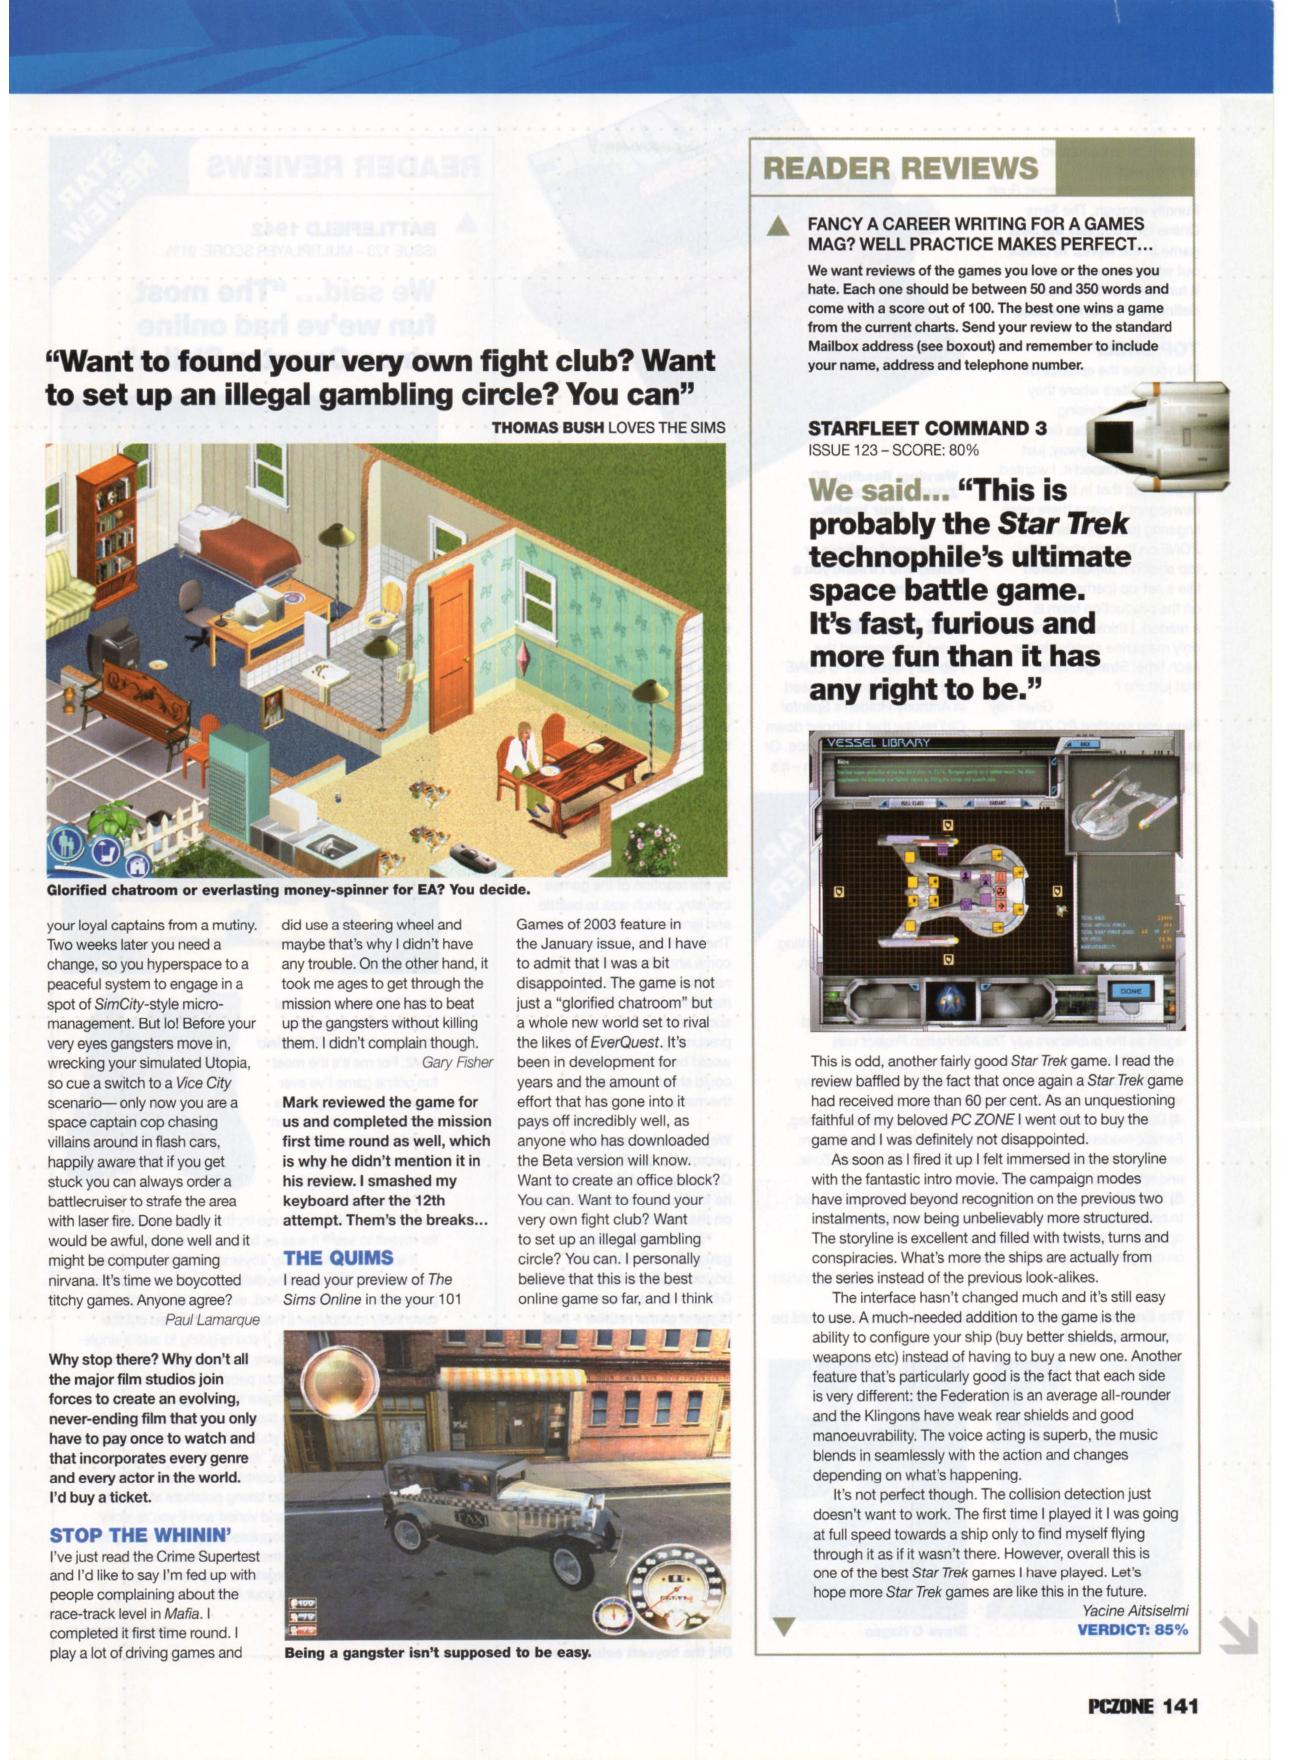 READER REVIEWS
FANCY A CAREER WRITING FOR A GAMES
MAG? WELL PRACTICE MAKES PERFECT...
We want reviews of the games you love or the ones you
hate. Each one should be between 50 and 350 words and
come with a score out of 100. The best one wins a game
from the current charts. Send your review to the standard
Mailbox address (see boxout) and remember to include
your name, address and telephone number.
“Want to found your very own fight club? Want
to set up an illegal gambling circle? You can”
THOMAS BUSH LOVES THE SIMS
Glorified chatroom or everlasting money-spinner for EA? You decide.
your loyal captains from a mutiny.
Two weeks later you need a
change, so you hyperspace to a
peaceful system to engage in a
spot of SimCity-style micro-
management. But lo! Before your
very eyes gangsters move in,
wrecking your simulated Utopia,
so cue a switch to a Vice City
scenario— only now you are a
space captain cop chasing
villains around in flash cars,
happily aware that if you get
stuck you can always order a
battlecruiser to strafe the area
with laser fire. Done badly it
would be awful, done well and it
might be computer gaming
nirvana. It's time we boycotted
titchy games. Anyone agree?
Paul Lamarque
Why stop there? Why don't all
the major film studios join
forces to create an evolving,
never-ending film that you only
have to pay once to watch and
that incorporates every genre
and every actor in the world.
I'd buy a ticket.
STOP THE WHININ'
I've just read the Crime Supertest
and I'd like to say I'm fed up with
people complaining about the
race-track level in Mafia. I
completed it first time round. I
play a lot of driving games and
did use a steering wheel and
maybe that's why I didn't have
any trouble. On the other hand, it
took me ages to get through the
mission where one has to beat
up the gangsters without killing
them. I didn't complain though.
Gary Fisher
Mark reviewed the game for
us and completed the mission
first time round as well, which
is why he didn't mention it in
his review. I smashed my
keyboard after the 12th
attempt. Them's the breaks...
THE QUIMS
I read your preview of The
Sims Online in the your 101
Games of 2003 feature in
the January issue, and I have
to admit that I was a bit
disappointed. The game is not
just a “glorified chatroom” but
a whole new world set to rival
the likes of EverQuest. It's
been in development for
years and the amount of
effort that has gone into it
pays off incredibly well, as
anyone who has downloaded
the Beta version will know.
Want to create an office block?
You can. Want to found your
very own fight club? Want
to set up an illegal gambling
circle? You can. I personally
believe that this is the best
online game so far, and I think
TAXI
Being a gangster isn't supposed to be easy.
STARFLEET COMMAND 3
ISSUE 123 – SCORE: 80%
We said... “This is
probably the Star Trek
technophile's ultimate
space battle game.
It's fast, furious and
more fun than it has
any right to be.”
VESSEL LIBRARY
BACK
HULL CLASS
VARIANT
DONE
This is odd, another fairly good Star Trek game. I read the
review baffled by the fact that once again a Star Trek game
had received more than 60 per cent. As an unquestioning
faithful of my beloved PC ZONE I went out to buy the
game and I was definitely not disappointed.
As soon as I fired it up I felt immersed in the storyline
with the fantastic intro movie. The campaign modes
have improved beyond recognition on the previous two
instalments, now being unbelievably more structured.
The storyline is excellent and filled with twists, turns and
conspiracies. What's more the ships are actually from
the series instead of the previous look-alikes.
The interface hasn't changed much and it's still easy
to use. A much-needed addition to the game is the
ability to configure your ship (buy better shields, armour,
weapons etc) instead of having to buy a new one. Another
feature that's particularly good is the fact that each side
is very different: the Federation is an average all-rounder
and the Klingons have weak rear shields and good
manoeuvrability. The voice acting is superb, the music
blends in seamlessly with the action and changes
depending on what's happening.
It's not perfect though. The collision detection just
doesn't want to work. The first time I played it I was going
at full speed towards a ship only to find myself flying
through it as if it wasn't there. However, overall this is
one of the best Star Trek games I have played. Let's
hope more Star Trek games are like this in the future.
Yacine Aitsiselmi
VERDICT: 85%
PCZONE 141